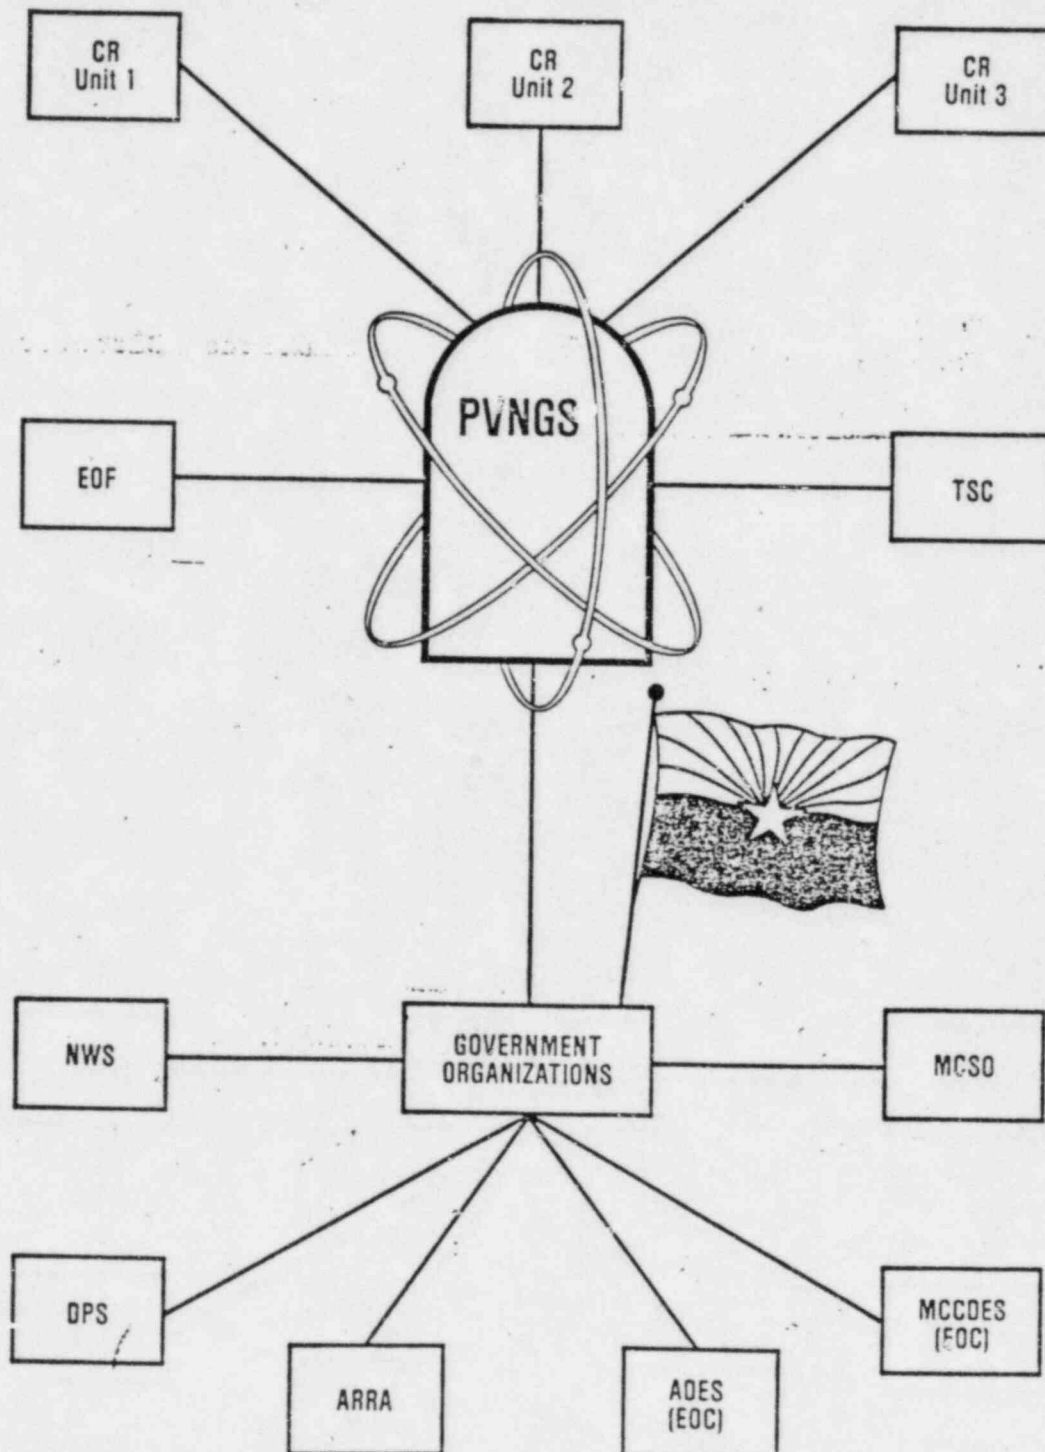 CR
Unit 1
CR
Unit 2
CR
Unit 3
PVNGS
EOF
TSC
GOVERNMENT
ORGANIZATIONS
NWS
MCSO
DPS
MCCDES
(EOC)
ARRA
ADES
(EOC)